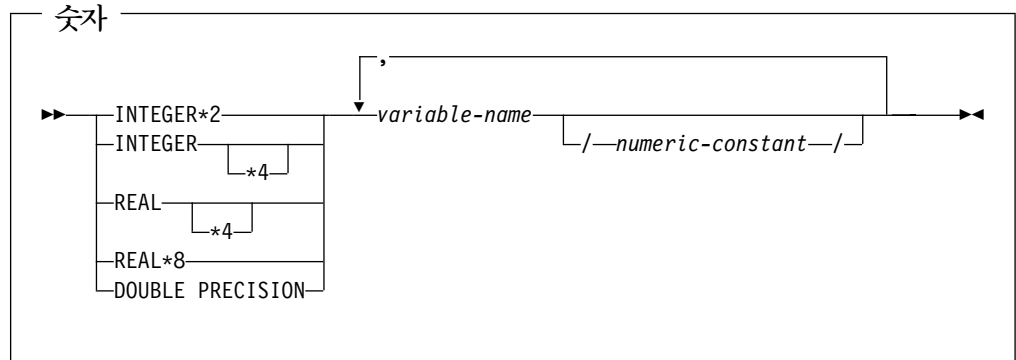 숫자
,
INTEGER*2 variable-name
INTEGER / numeric-constant /
*4
REAL
*4
REAL*8
DOUBLE PRECISION